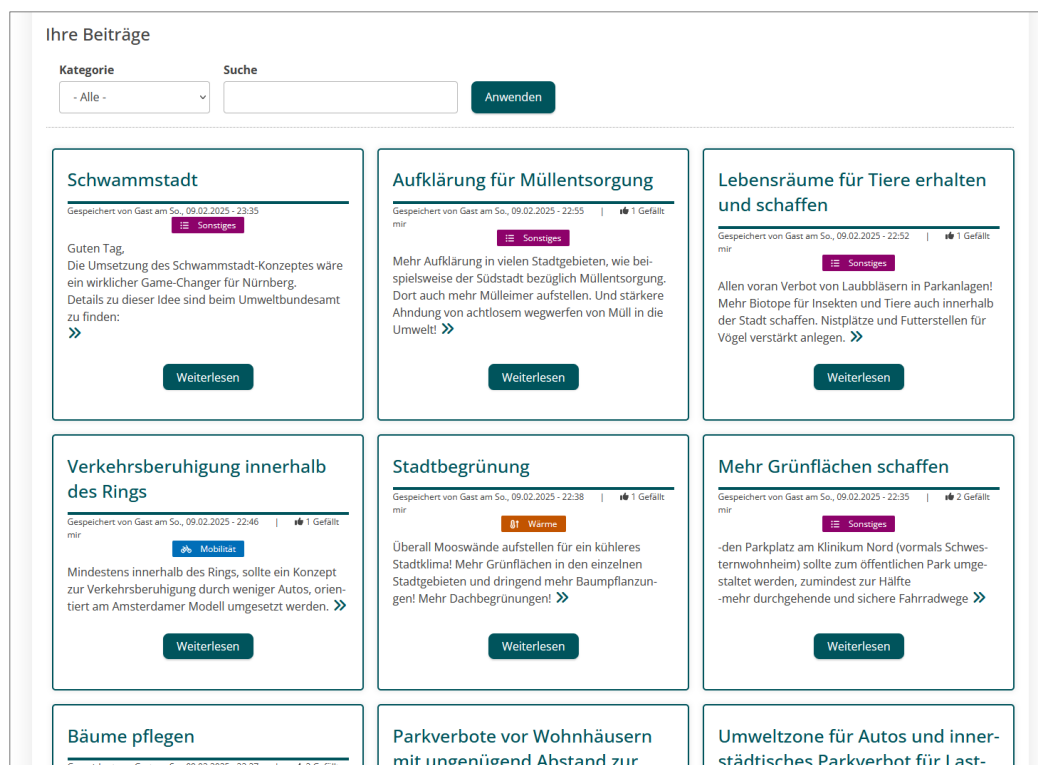 Ihre Beiträge
Kategorie
Suche
- Alle -
Anwenden
Schwammstadt
Gespeichert von Gast am So., 09.02.2025 - 23:35
Sonstiges
Guten Tag,
Die Umsetzung des Schwammstadt-Konzeptes wäre
ein wirklicher Game-Changer für Nürnberg.
Details zu dieser Idee sind beim Umweltbundesamt
zu finden:
Weiterlesen
Aufklärung für Müllentsorgung
Gespeichert von Gast am So., 09.02.2025 - 22:55 | 1 Gefällt
mir
Sonstiges
Mehr Aufklärung in vielen Stadtgebieten, wie bei-
spielsweise der Südstadt bezüglich Müllentsorgung.
Dort auch mehr Mülleimer aufstellen. Und stärkere
Ahndung von achtlosem wegwerfen von Müll in die
Umwelt!
Weiterlesen
Lebensräume für Tiere erhalten
und schaffen
Gespeichert von Gast am So., 09.02.2025 - 22:52 | 1 Gefällt
mir
Sonstiges
Allen voran Verbot von Laubbläsern in Parkanlagen!
Mehr Biotope für Insekten und Tiere auch innerhalb
der Stadt schaffen. Nistplätze und Futterstellen für
Vögel verstärkt anlegen.
Weiterlesen
Verkehrsberuhigung innerhalb
des Rings
Gespeichert von Gast am So., 09.02.2025 - 22:46 | 1 Gefällt
mir
Mobilität
Mindestens innerhalb des Rings, sollte ein Konzept
zur Verkehrsberuhigung durch weniger Autos, orien-
tiert am Amsterdamer Modell umgesetzt werden.
Weiterlesen
Stadtbegrünung
Gespeichert von Gast am So., 09.02.2025 - 22:38 | 1 Gefällt
mir
Wärme
Überall Mooswände aufstellen für ein kühleres
Stadtklima! Mehr Grünflächen in den einzelnen
Stadtgebieten und dringend mehr Baumpflanzun-
gen! Mehr Dachbegrünungen!
Weiterlesen
Mehr Grünflächen schaffen
Gespeichert von Gast am So., 09.02.2025 - 22:35 | 2 Gefällt
mir
Sonstiges
-den Parkplatz am Klinikum Nord (vormals Schwes-
ternwohnheim) sollte zum öffentlichen Park umge-
staltet werden, zumindest zur Hälfte
-mehr durchgehende und sichere Fahrradwege
Weiterlesen
Bäume pflegen
Parkverbote vor Wohnhäusern
mit ungenügend Abstand zur
Umweltzone für Autos und inner-
städtisches Parkverbot für Last-